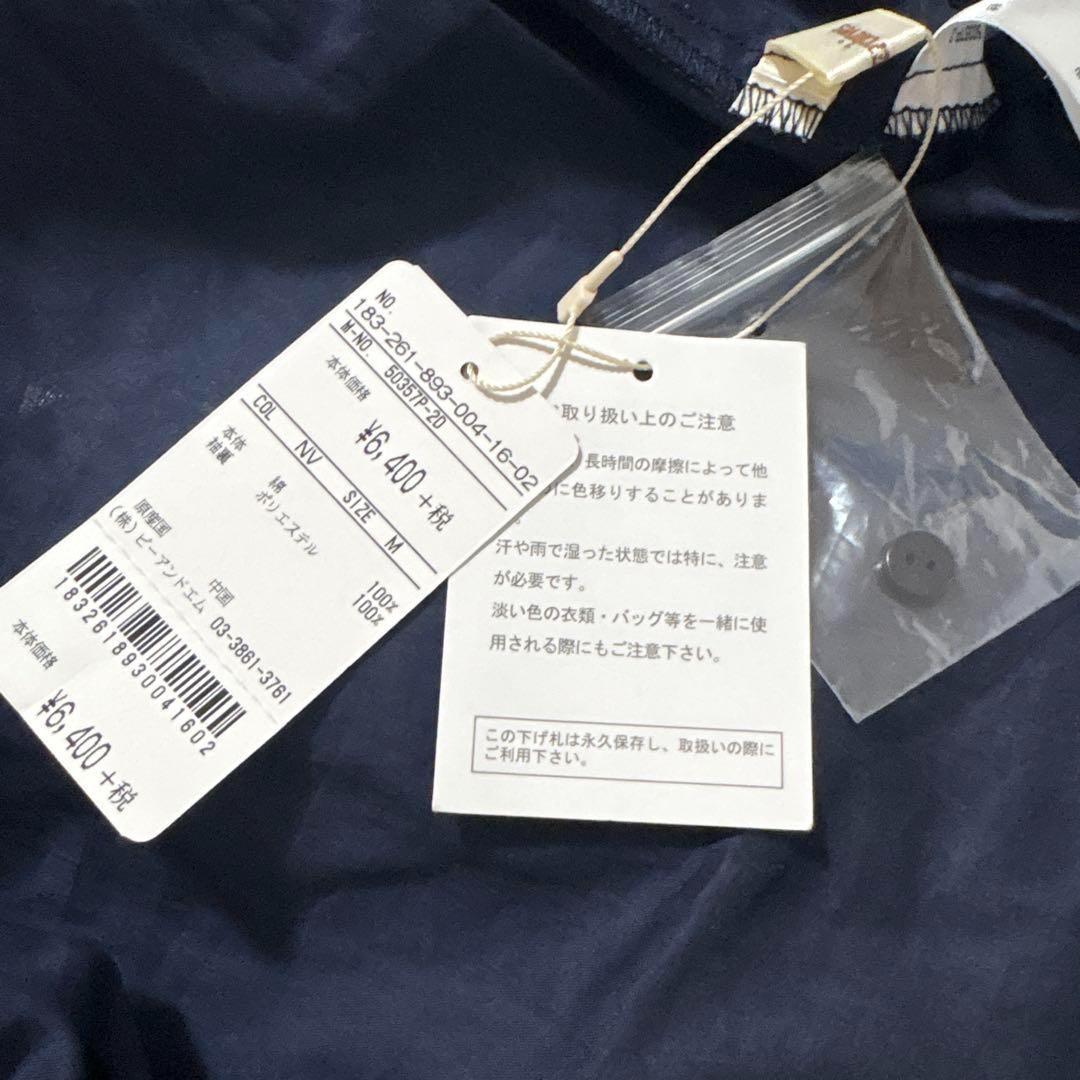 NO.
183-261-893-004-16-02
M-NO. 50357P-2D
本体価格
¥6,400 +税
COL NV SIZE M
本体 綿 100%
袖裏 ポリエステル 100%
原産国 中国
(株)ピーアンドエム 03-3861-3761
1832618930041602
本体価格
¥6,400 +税
取り扱い上のご注意
長時間の摩擦によって他
に色移りすることがありま
。
汗や雨で湿った状態では特に、注意
が必要です。
淡い色の衣類・バッグ等を一緒に使
用される際にもご注意下さい。
この下げ札は永久保存し、取扱いの際に
ご利用下さい。